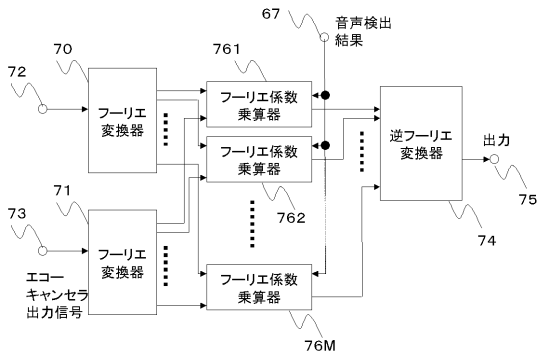 67
音声検出
結果
70
72
フーリエ
変換器
761
フーリエ係数
乗算器
フーリエ係数
乗算器
762
逆フーリエ
変換器
出力
75
74
71
73
フーリエ
変換器
エコー
キャンセラ
出力信号
フーリエ係数
乗算器
76M